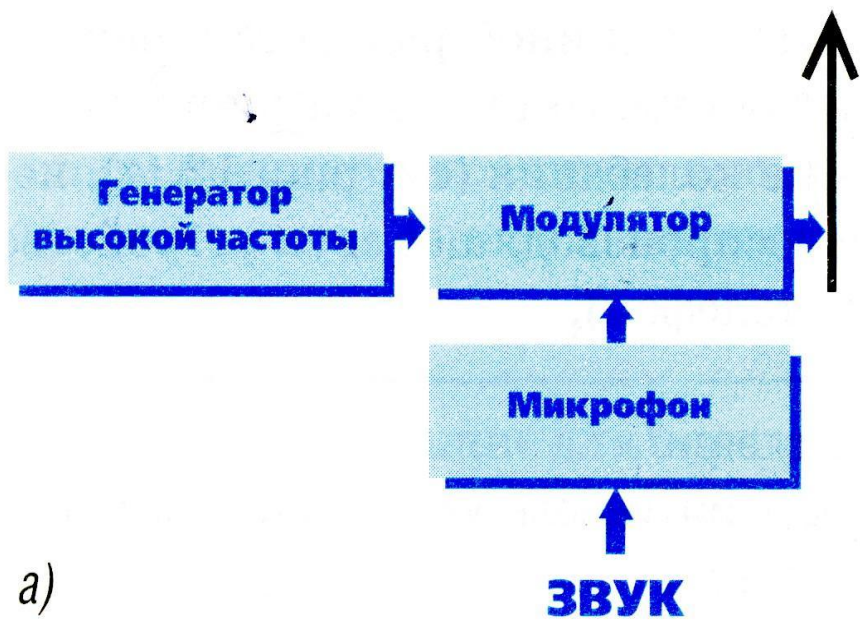 Генератор
высокой частоты
Модулятор
Микрофон
ЗВУК
а)